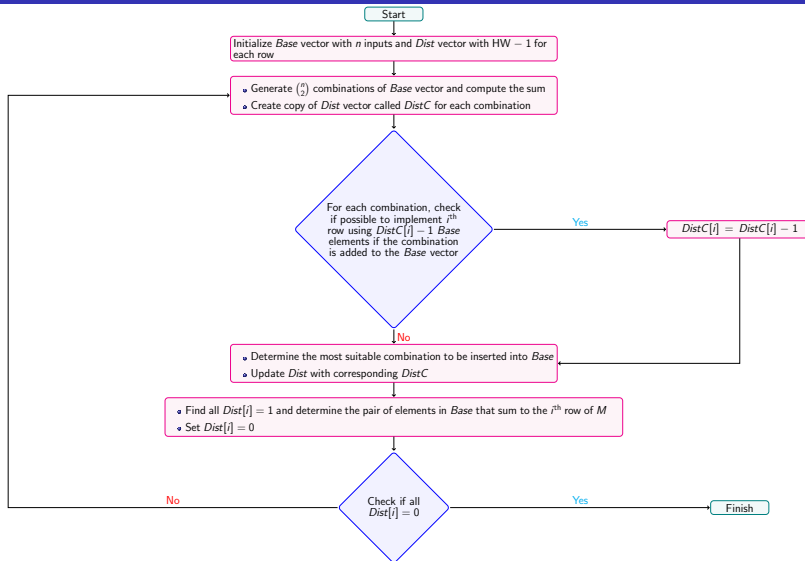 Start
Initialize Base vector with n inputs and Dist vector with HW − 1 for
each row
Generate (n 2) combinations of Base vector and compute the sum
Create copy of Dist vector called DistC for each combination
For each combination, check
if possible to implement iᵗʰ
row using DistC[i] − 1 Base
elements if the combination
is added to the Base vector
Yes
DistC[i] = DistC[i] − 1
No
Determine the most suitable combination to be inserted into Base
Update Dist with corresponding DistC
Find all Dist[i] = 1 and determine the pair of elements in Base that sum to the iᵗʰ row of M
Set Dist[i] = 0
No
Check if all
Dist[i] = 0
Yes
Finish